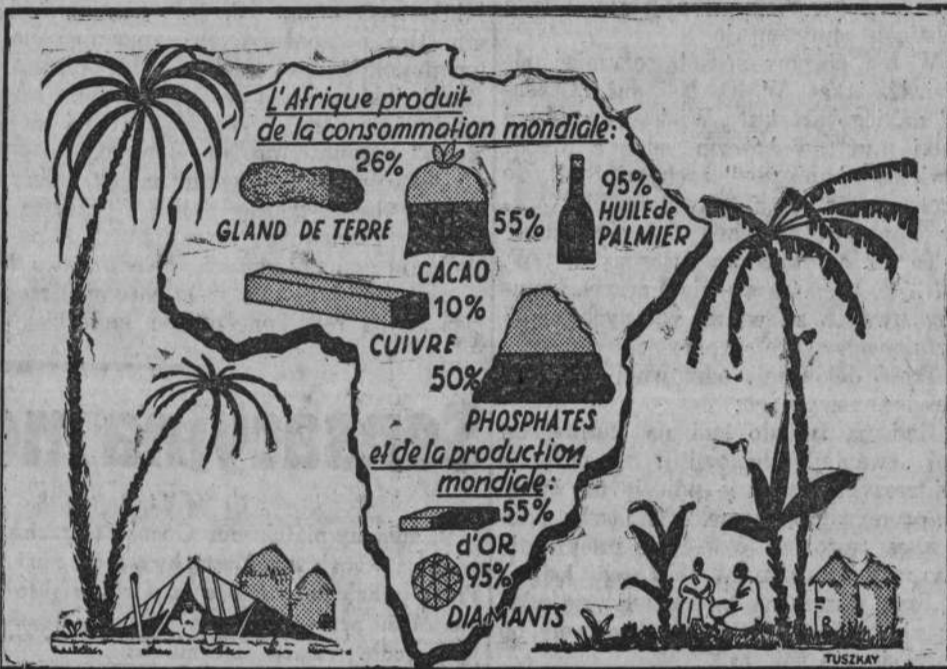 L'Afrique produit
de la consommation mondiale:
26%
GLAND DE TERRE
55%
CACAO
95%
HUILE de
PALMIER
10%
CUIVRE
50%
PHOSPHATES
et de la production
mondiale:
55%
d'OR
95%
DIAMANTS
TUSZKAY